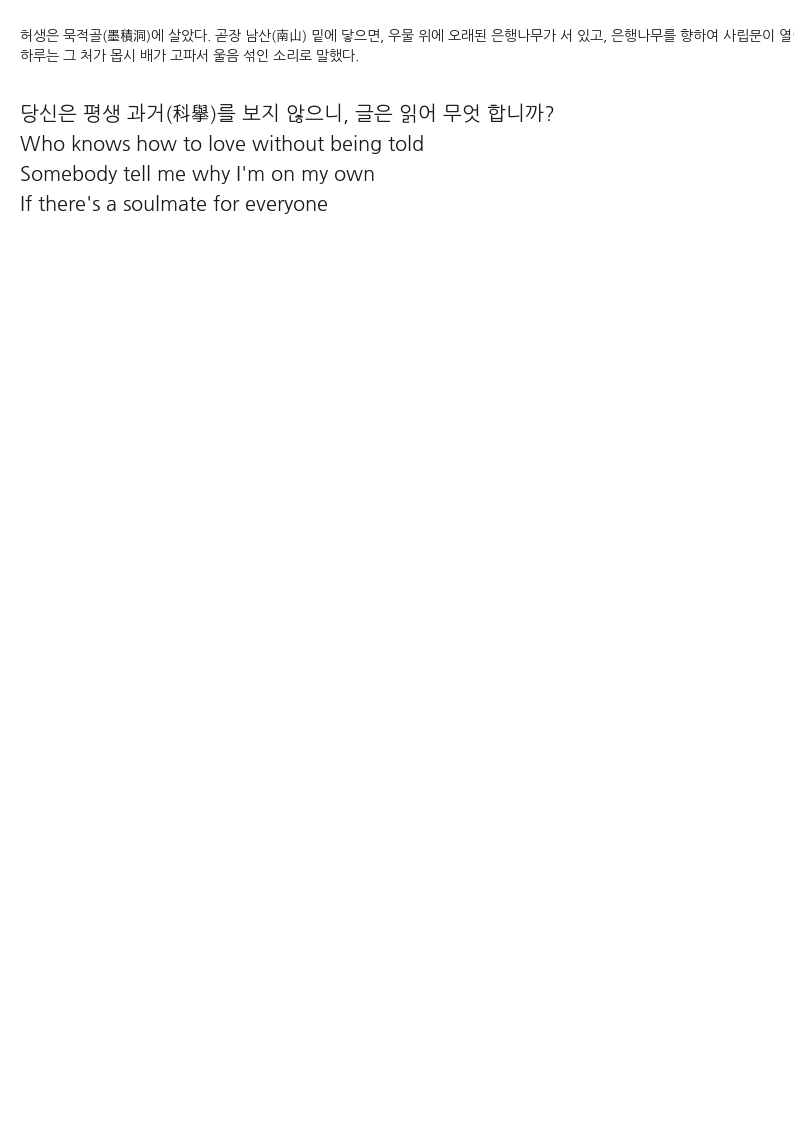 허생은 묵적골(墨積洞)에 살았다. 곧장 남산(南山) 밑에 닿으면, 우물 위에 오래된 은행나무가 서 있고, 은행나무를 향하여 사립문이
하루는 그 처가 몹시 배가 고파서 울음 섞인 소리로 말했다.
당신은 평생 과거(科擧)를 보지 않으니, 글은 읽어 무엇 합니까?
Who knows how to love without being told
Somebody tell me why I'm on my own
If there's a soulmate for everyone